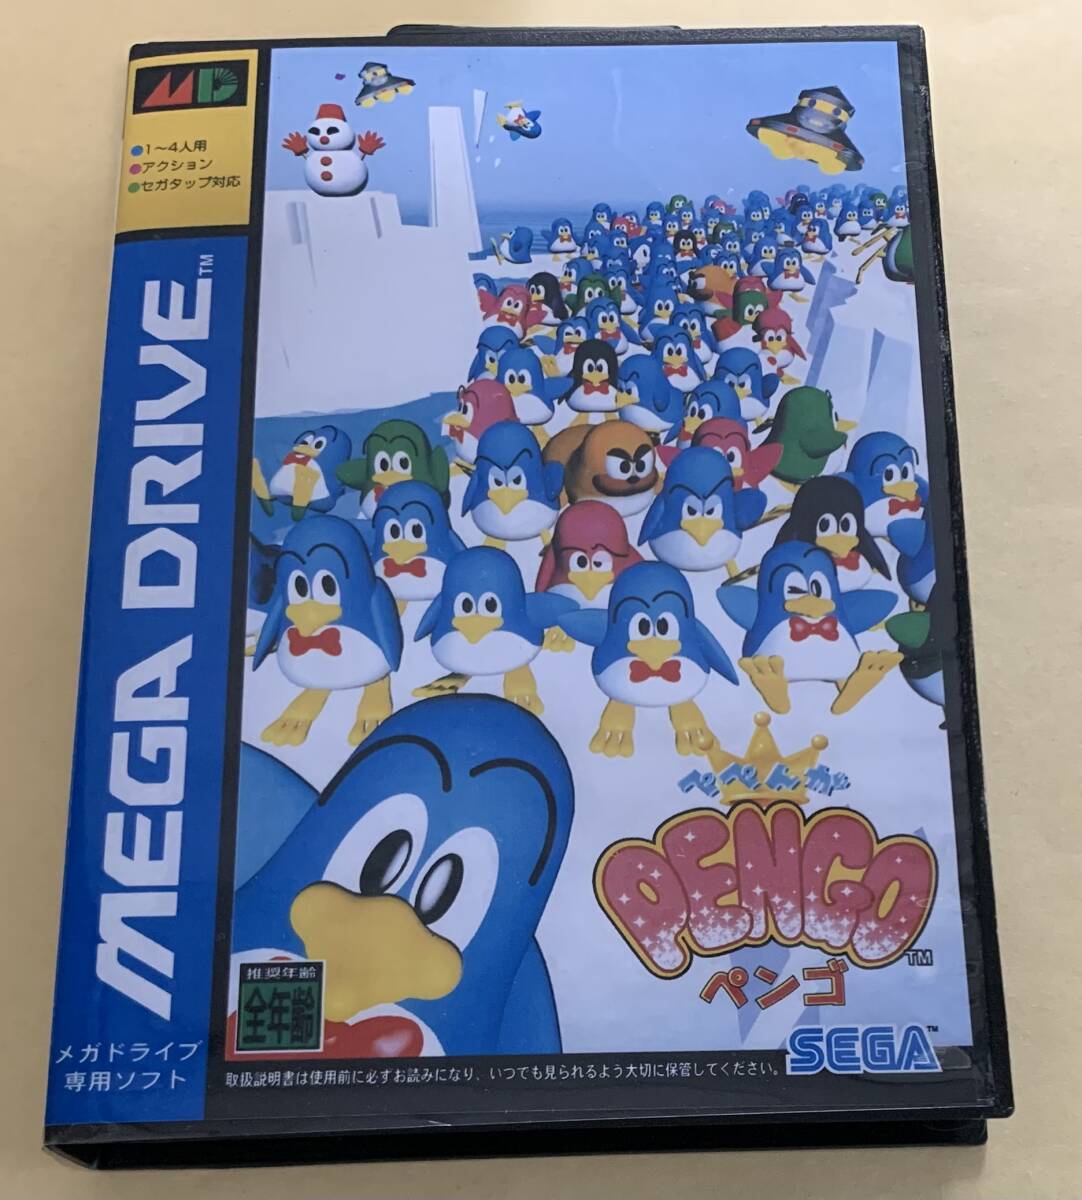 MD
●1～4人用
●アクション
●セガタップ対応
MEGA DRIVE™
メガドライブ
専用ソフト
ぺぺンガ
PENGO™
ペンゴ
推奨年齢
全年齢
SEGA™
取扱説明書は使用前に必ずお読みになり、いつでも見られるよう大切に保管してください。